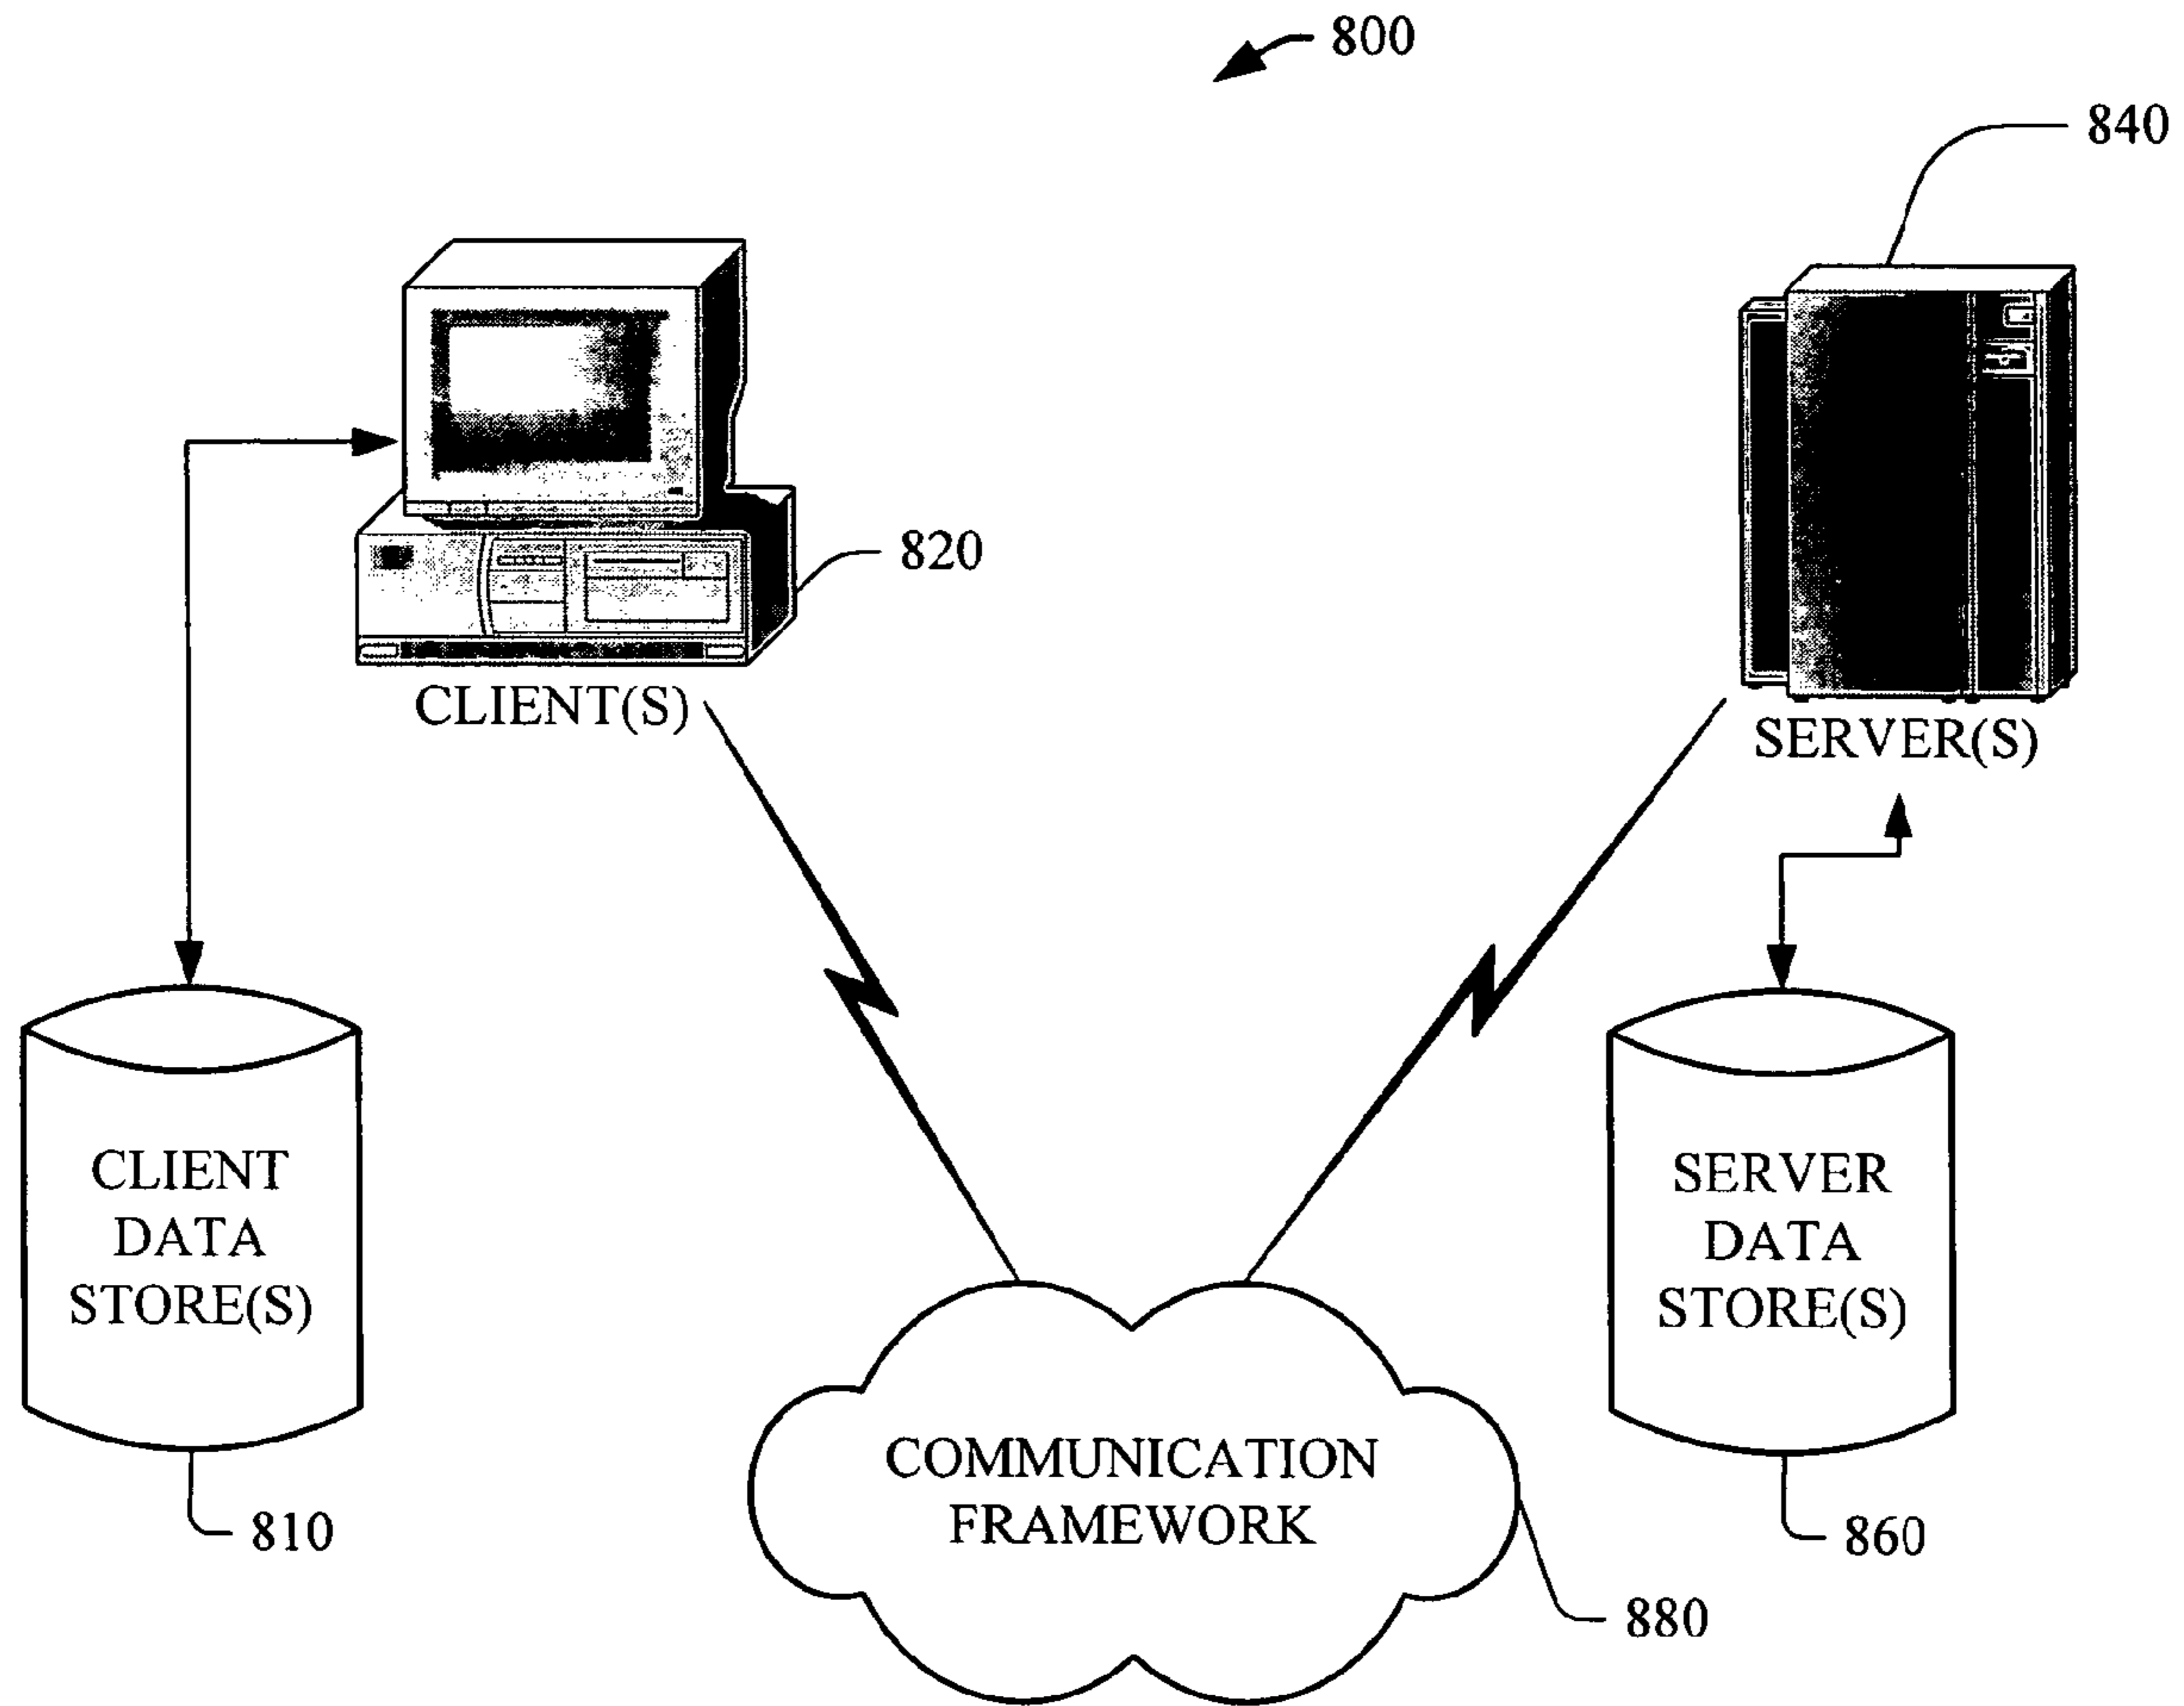 800
840
820
CLIENT(S)
SERVER(S)
CLIENT
DATA
STORE(S)
SERVER
DATA
STORE(S)
COMMUNICATION
FRAMEWORK
810
860
880